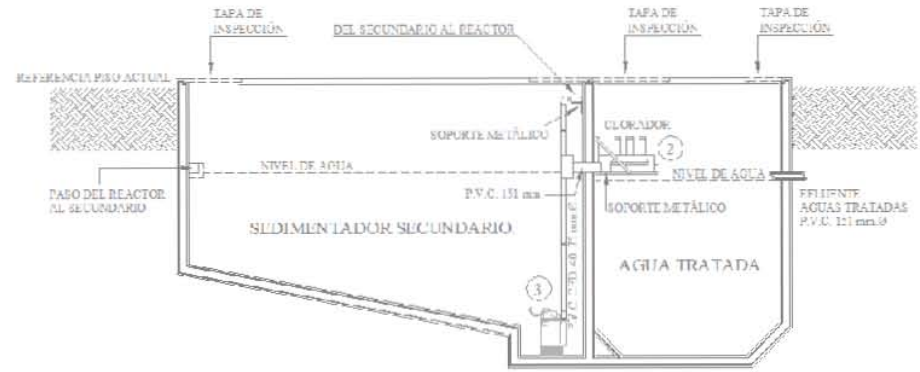 TAPA DE
INSPECCIÓN
DEL SECUNDARIO AL REACTOR
TAPA DE
INSPECCIÓN
TAPA DE
INSPECCIÓN
REFERENCIA PISO ACTUAL
SOPORTE METÁLICO
CLORADOR
2
NIVEL DE AGUA
NIVEL DE AGUA
PASO DEL REACTOR
AL SECUNDARIO
P.V.C. 151 mm
SOPORTE METÁLICO
EFLUENTE
AGUAS TRATADAS
P.V.C. 151 mm.Ø
SEDIMENTADOR SECUNDARIO.
AGUA TRATADA
3